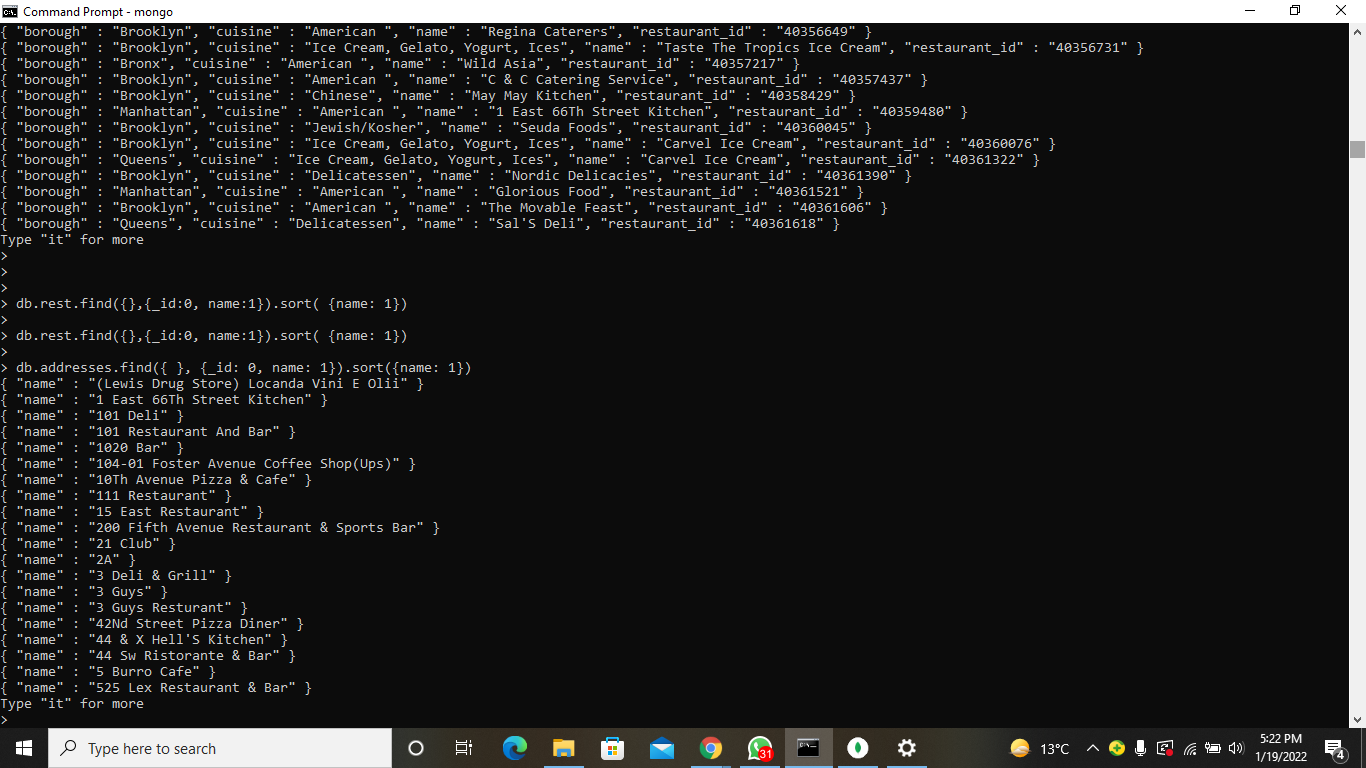 Command Prompt - mongo
{ "borough" : "Brooklyn", "cuisine" : "American ", "name" : "Regina Caterers", "restaurant_id" : "40356649" }
{ "borough" : "Brooklyn", "cuisine" : "Ice Cream, Gelato, Yogurt, Ices", "name" : "Taste The Tropics Ice Cream", "restaurant_id" : "40356731" }
{ "borough" : "Bronx", "cuisine" : "American ", "name" : "Wild Asia", "restaurant_id" : "40357217" }
{ "borough" : "Brooklyn", "cuisine" : "American ", "name" : "C & C Catering Service", "restaurant_id" : "40357437" }
{ "borough" : "Brooklyn", "cuisine" : "Chinese", "name" : "May May Kitchen", "restaurant_id" : "40358429" }
{ "borough" : "Manhattan", "cuisine" : "American ", "name" : "1 East 66Th Street Kitchen", "restaurant_id" : "40359480" }
{ "borough" : "Brooklyn", "cuisine" : "Jewish/Kosher", "name" : "Seuda Foods", "restaurant_id" : "40360045" }
{ "borough" : "Brooklyn", "cuisine" : "Ice Cream, Gelato, Yogurt, Ices", "name" : "Carvel Ice Cream", "restaurant_id" : "40360076" }
{ "borough" : "Queens", "cuisine" : "Ice Cream, Gelato, Yogurt, Ices", "name" : "Carvel Ice Cream", "restaurant_id" : "40361322" }
{ "borough" : "Brooklyn", "cuisine" : "Delicatessen", "name" : "Nordic Delicacies", "restaurant_id" : "40361390" }
{ "borough" : "Manhattan", "cuisine" : "American ", "name" : "Glorious Food", "restaurant_id" : "40361521" }
{ "borough" : "Brooklyn", "cuisine" : "American ", "name" : "The Movable Feast", "restaurant_id" : "40361606" }
{ "borough" : "Queens", "cuisine" : "Delicatessen", "name" : "Sal'S Deli", "restaurant_id" : "40361618" }
Type "it" for more
>
>
>
> db.rest.find({},{_id:0, name:1}).sort( {name: 1})
>
> db.rest.find({},{_id:0, name:1}).sort( {name: 1})
>
> db.addresses.find({ }, {_id: 0, name: 1}).sort({name: 1})
{ "name" : "(Lewis Drug Store) Locanda Vini E Olii" }
{ "name" : "1 East 66Th Street Kitchen" }
{ "name" : "101 Deli" }
{ "name" : "101 Restaurant And Bar" }
{ "name" : "1020 Bar" }
{ "name" : "104-01 Foster Avenue Coffee Shop(Ups)" }
{ "name" : "10Th Avenue Pizza & Cafe" }
{ "name" : "111 Restaurant" }
{ "name" : "15 East Restaurant" }
{ "name" : "200 Fifth Avenue Restaurant & Sports Bar" }
{ "name" : "21 Club" }
{ "name" : "2A" }
{ "name" : "3 Deli & Grill" }
{ "name" : "3 Guys" }
{ "name" : "3 Guys Resturant" }
{ "name" : "42Nd Street Pizza Diner" }
{ "name" : "44 & X Hell'S Kitchen" }
{ "name" : "44 Sw Ristorante & Bar" }
{ "name" : "5 Burro Cafe" }
{ "name" : "525 Lex Restaurant & Bar" }
Type "it" for more
>
Type here to search
31
13°C
5:22 PM
1/19/2022
4